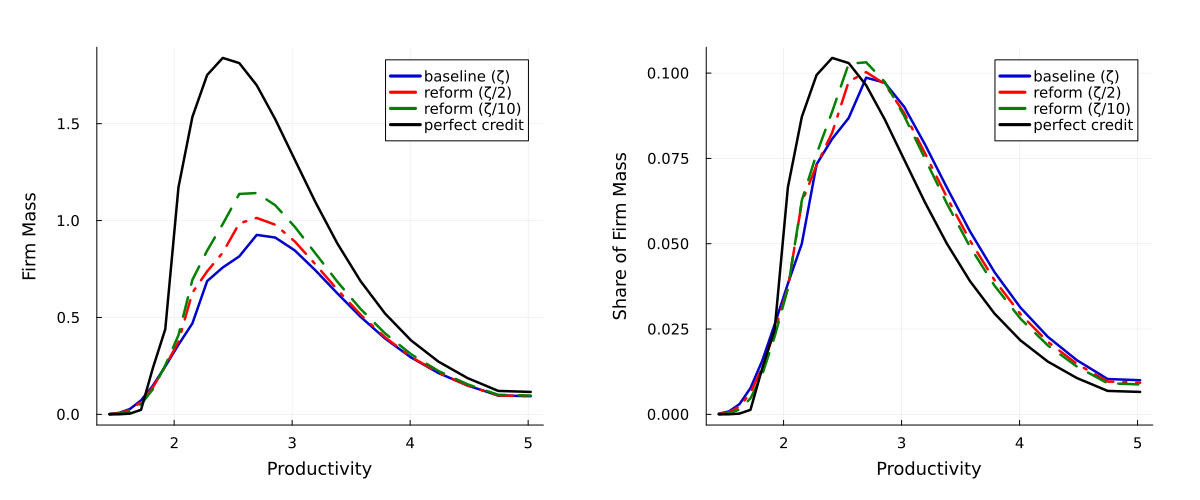 Firm Mass
1.5
1.0
0.5
0.0
baseline (ζ)
reform (ζ/2)
reform (ζ/10)
perfect credit
2 3 4 5
Productivity
Share of Firm Mass
0.100
0.075
0.050
0.025
0.000
baseline (ζ)
reform (ζ/2)
reform (ζ/10)
perfect credit
2 3 4 5
Productivity